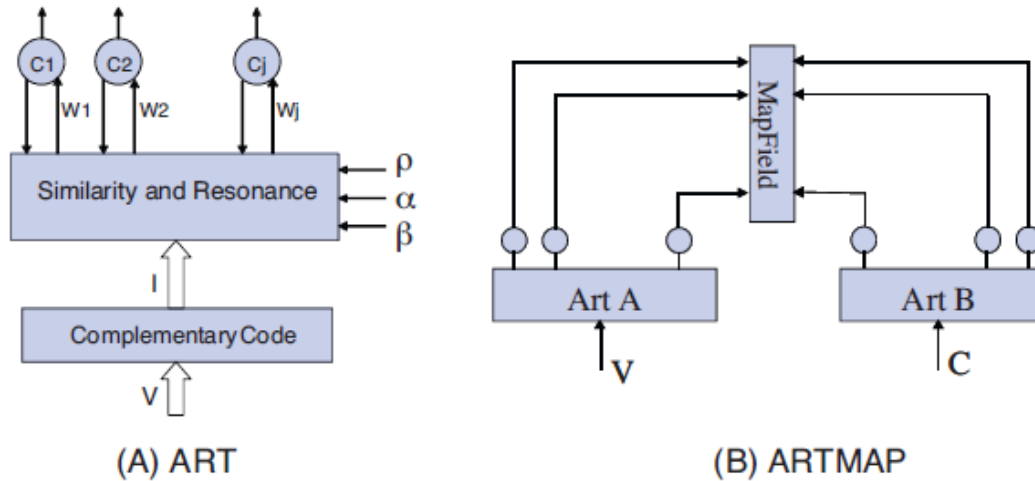 C1
C2
Cj
W1
W2
Wj
Similarity and Resonance
ρ
α
β
I
Complementary Code
V
(A) ART
MapField
Art A
Art B
V
C
(B) ARTMAP